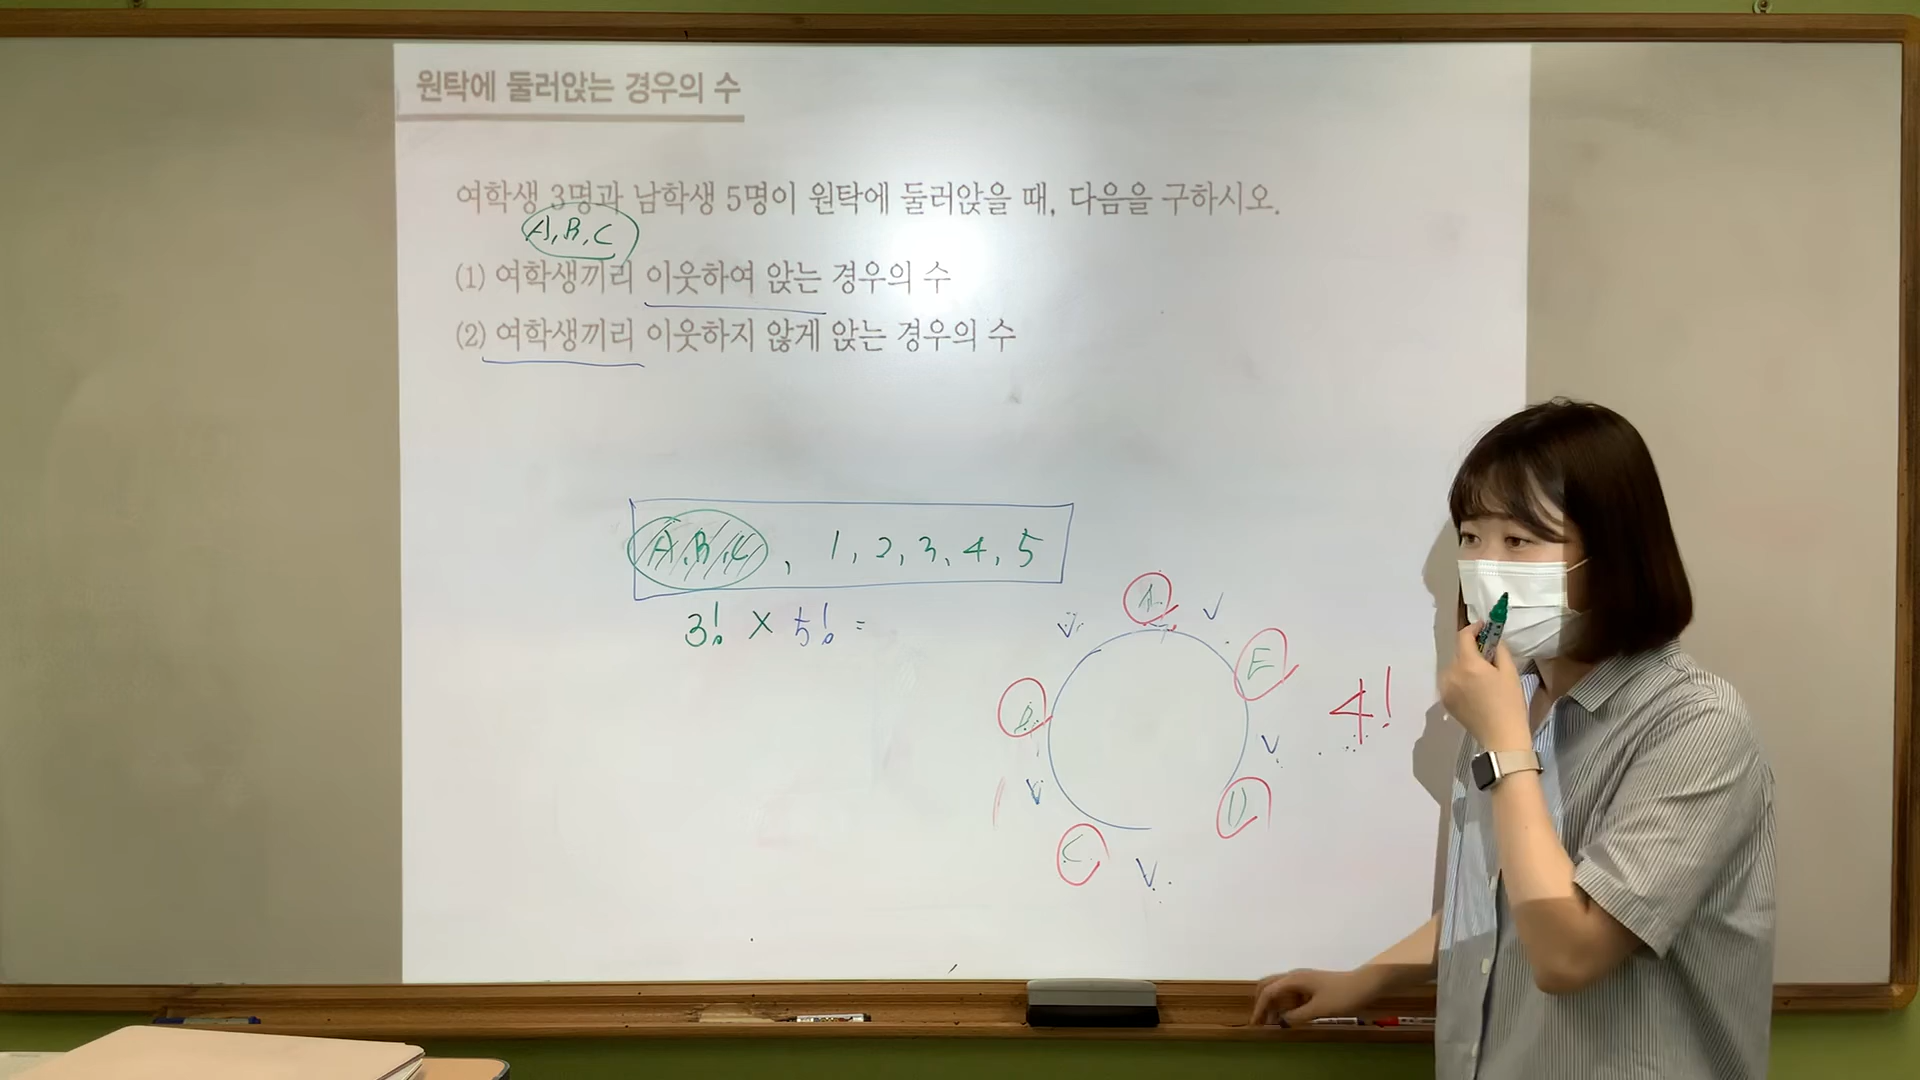 원탁에 둘러앉는 경우의 수
여학생 3명과 남학생 5명이 원탁에 둘러앉을 때, 다음을 구하시오.
A, B, C
(1) 여학생끼리 이웃하여 앉는 경우의 수
(2) 여학생끼리 이웃하지 않게 앉는 경우의 수
A, B, C , 1, 2, 3, 4, 5
3! × 5! =
A
E
B
4!
D
C